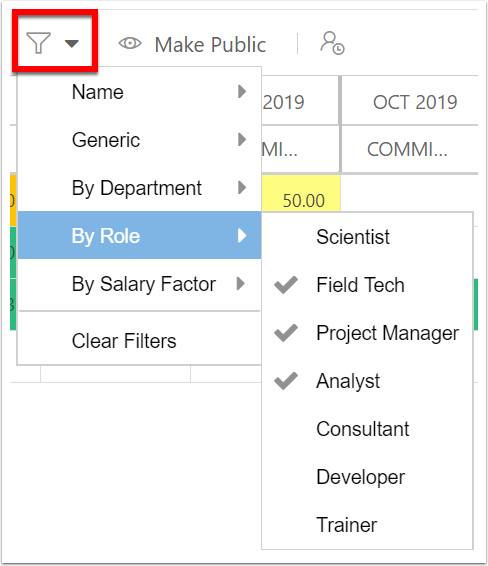 Make Public
Name
2019
OCT 2019
Generic
MI...
COMMI...
By Department
50.00
By Role
Scientist
By Salary Factor
Field Tech
Project Manager
Clear Filters
Analyst
Consultant
Developer
Trainer